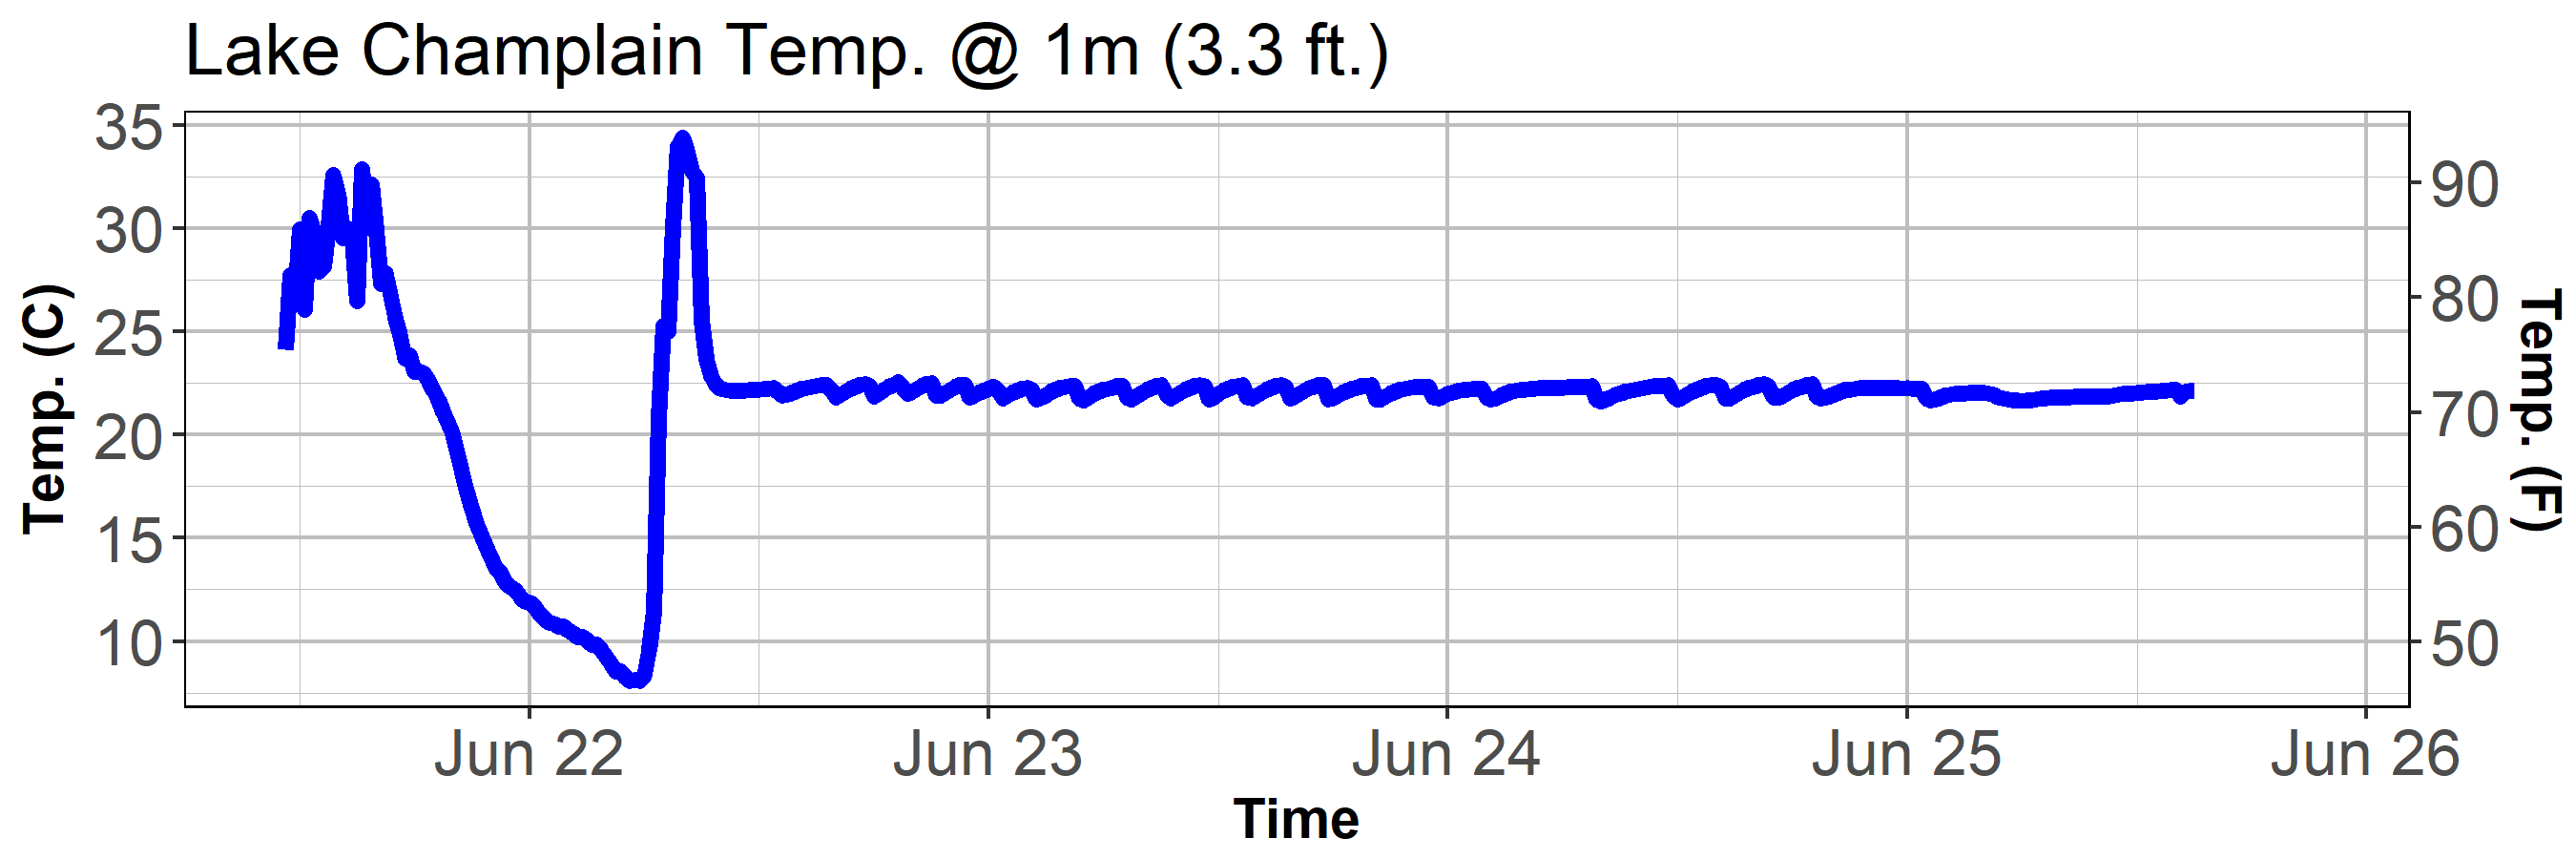 Lake Champlain Temp. @ 1m (3.3 ft.)
Temp. (C)
35
30
25
20
15
10
90
80
70
60
50
Temp. (F)
Jun 22
Jun 23
Jun 24
Jun 25
Jun 26
Time